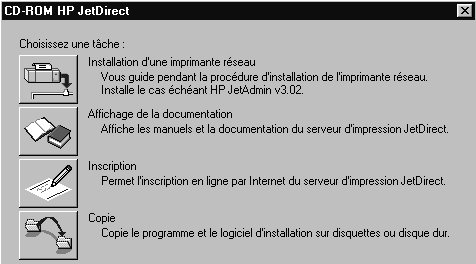 CD-ROM HP JetDirect
Choisissez une tâche :
Installation d'une imprimante réseau
Vous guide pendant la procédure d'installation de l'imprimante réseau.
Installe le cas échéant HP JetAdmin v3.02.
Affichage de la documentation
Affiche les manuels et la documentation du serveur d'impression JetDirect.
Inscription
Permet l'inscription en ligne par Internet du serveur d'impression JetDirect.
Copie
Copie le programme et le logiciel d'installation sur disquettes ou disque dur.